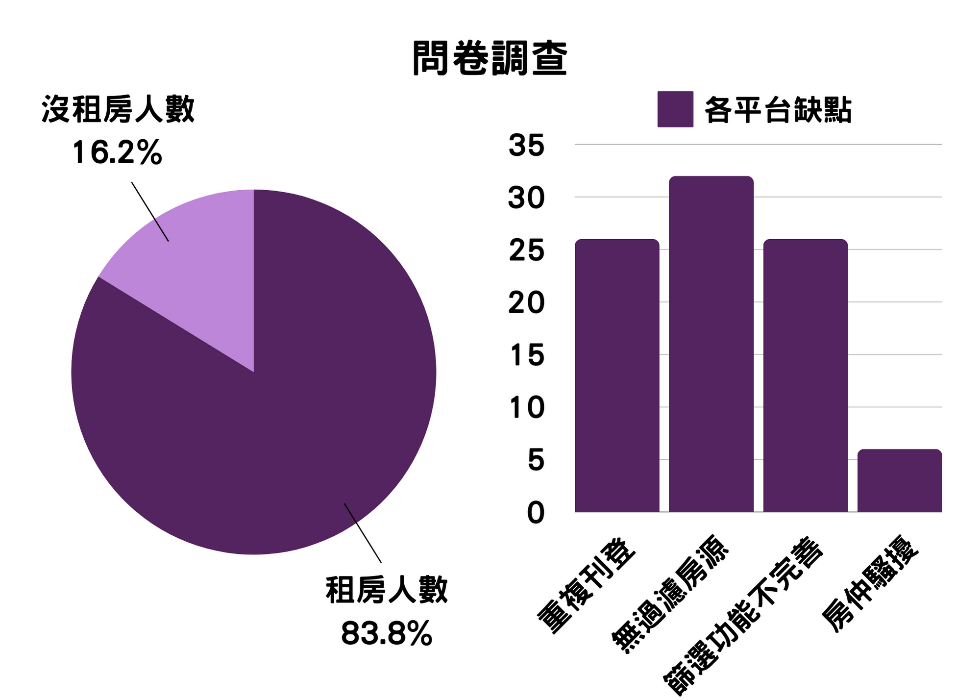 問卷調查
沒租房人數
16.2%
租房人數
83.8%
各平台缺點
35
30
25
20
15
10
5
0
重複刊登
無過濾房源
篩選功能不完善
房仲騷擾